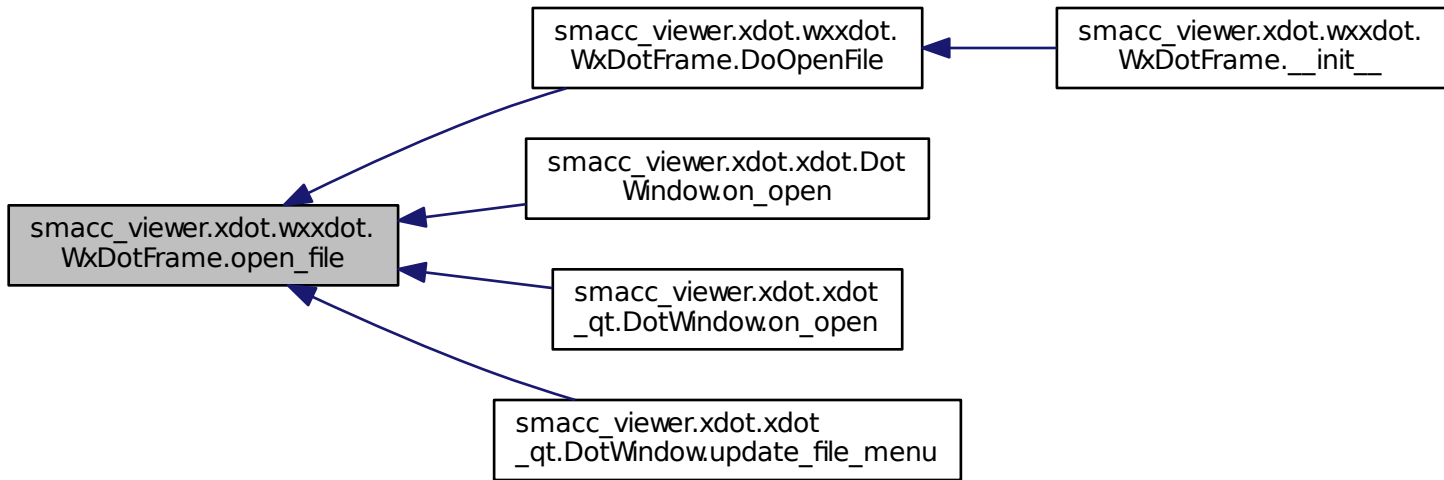 smacc_viewer.xdot.wxxdot.
WxDotFrame.open_file
smacc_viewer.xdot.wxxdot.
WxDotFrame.DoOpenFile
smacc_viewer.xdot.wxxdot.
WxDotFrame.__init__
smacc_viewer.xdot.xdot.Dot
Window.on_open
smacc_viewer.xdot.xdot
_qt.DotWindow.on_open
smacc_viewer.xdot.xdot
_qt.DotWindow.update_file_menu